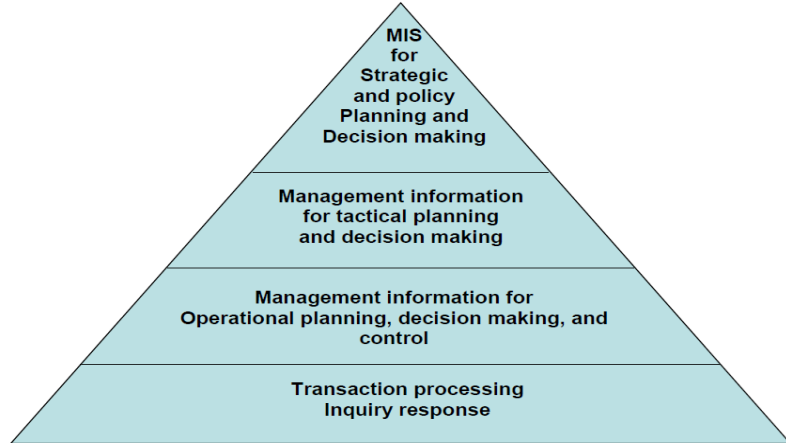 MIS
for
Strategic
and policy
Planning and
Decision making
Management information
for tactical planning
and decision making
Management information for
Operational planning, decision making, and
control
Transaction processing
Inquiry response